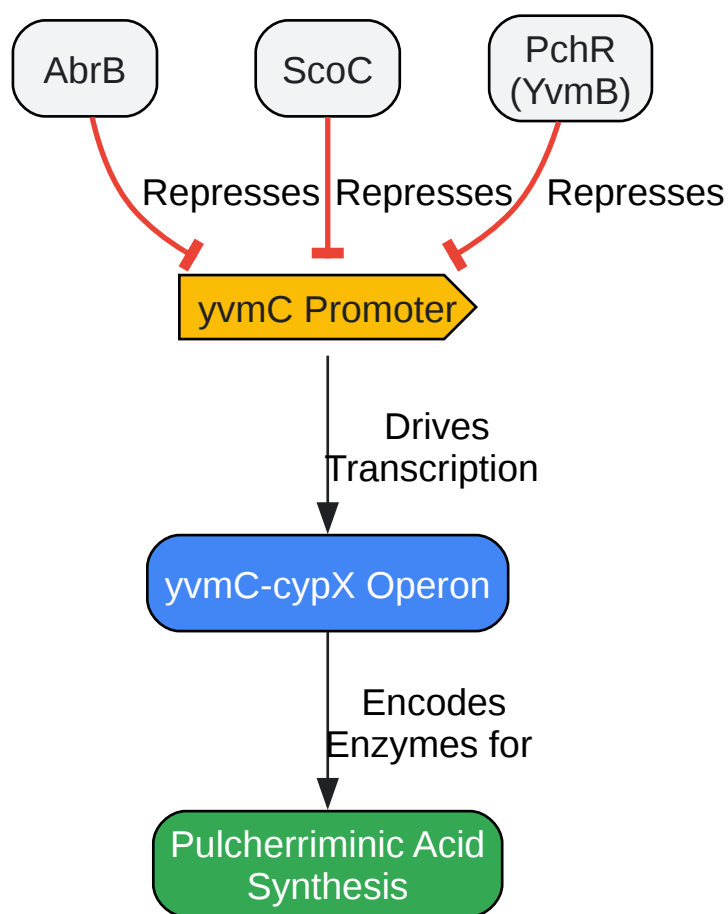 AbrB
ScoC
PchR
(YvmB)
Represses
Represses
Represses
yvmC Promoter
Drives
Transcription
yvmC-cypX Operon
Encodes
Enzymes for
Pulcherriminic Acid
Synthesis